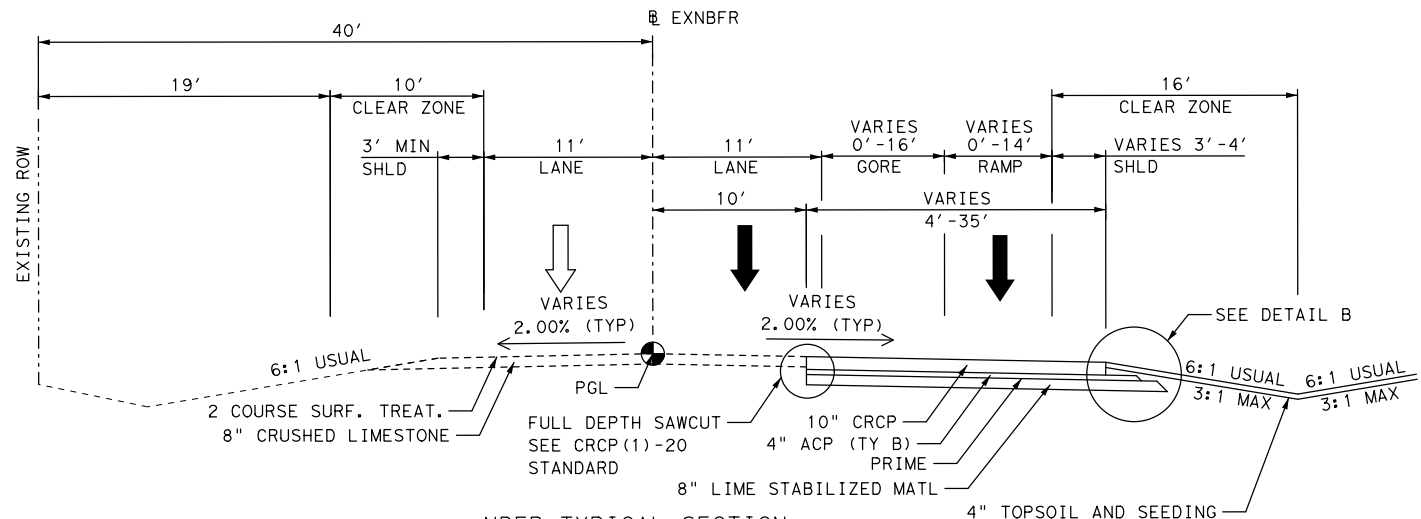 ℄ EXNBFR
40'
19'
10'
CLEAR ZONE
16'
CLEAR ZONE
3' MIN
SHLD
11'
LANE
11'
LANE
VARIES
0'-16'
GORE
VARIES
0'-14'
RAMP
VARIES 3'-4'
SHLD
10'
VARIES
4'-35'
EXISTING ROW
VARIES
2.00% (TYP)
VARIES
2.00% (TYP)
SEE DETAIL B
6:1 USUAL
PGL
6:1 USUAL
3:1 MAX
6:1 USUAL
3:1 MAX
2 COURSE SURF. TREAT.
8" CRUSHED LIMESTONE
FULL DEPTH SAWCUT
SEE CRCP(1)-20
STANDARD
10" CRCP
4" ACP (TY B)
PRIME
8" LIME STABILIZED MATL
4" TOPSOIL AND SEEDING